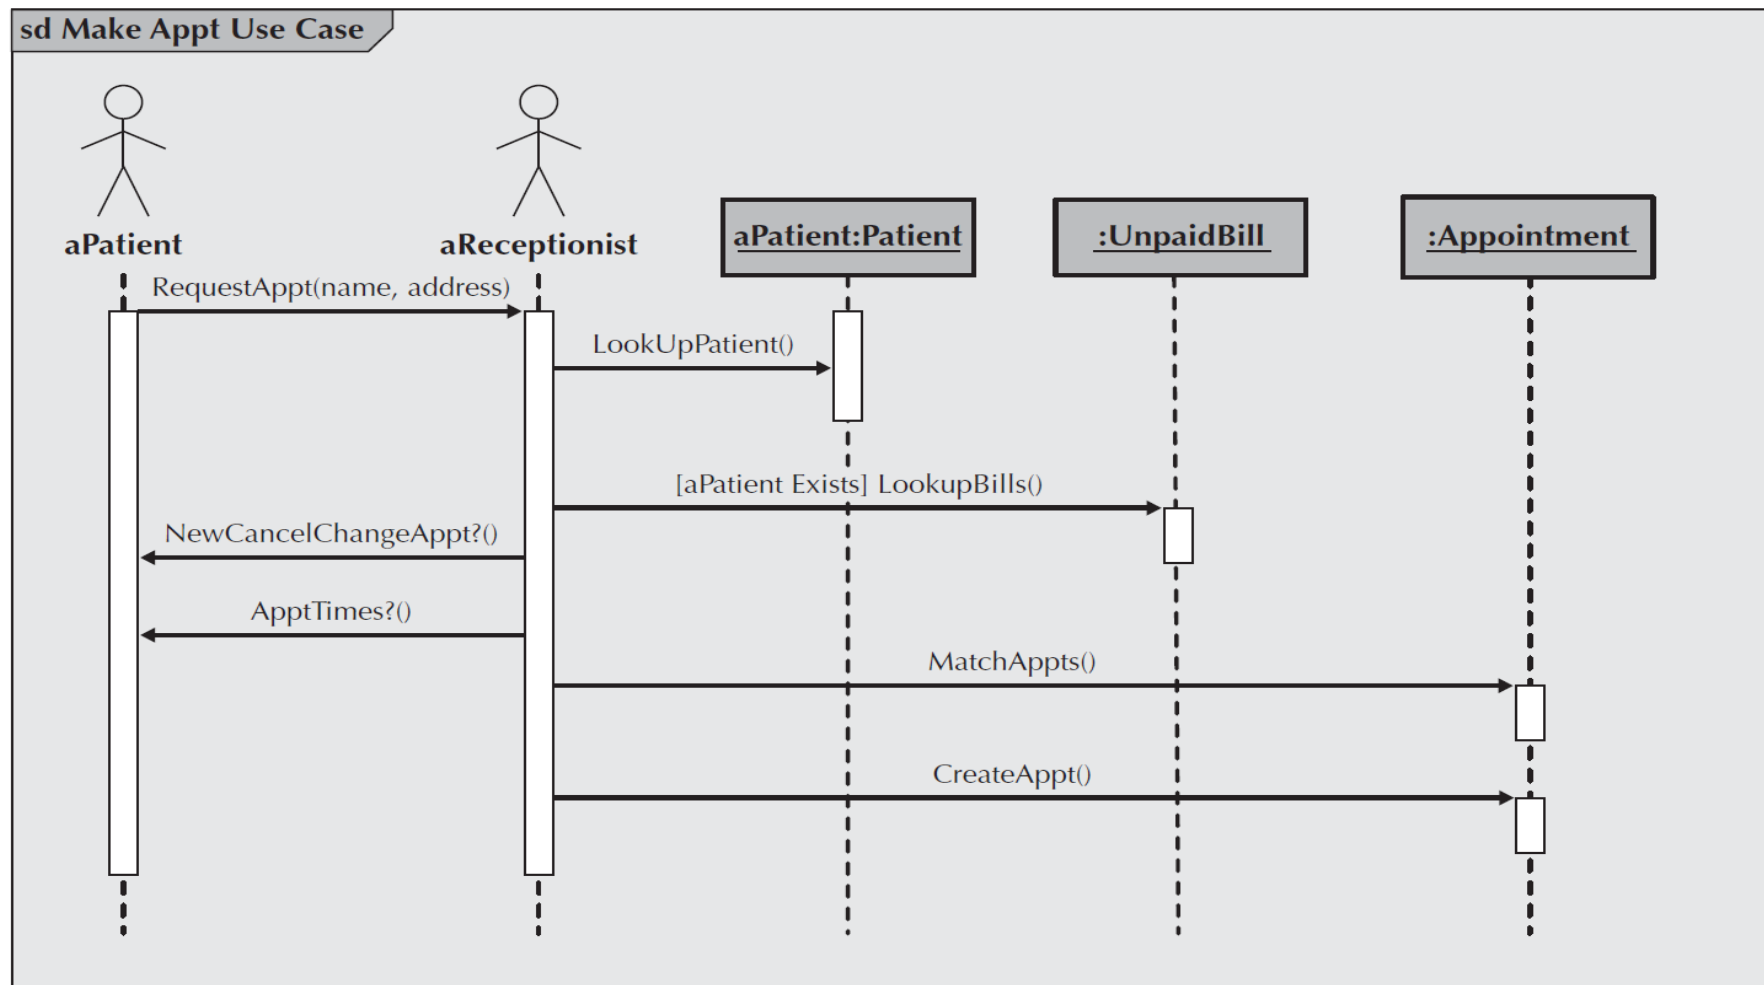 sd Make Appt Use Case
aPatient
aReceptionist
aPatient:Patient
:UnpaidBill
:Appointment
RequestAppt(name, address)
LookUpPatient()
[aPatient Exists] LookupBills()
NewCancelChangeAppt?()
ApptTimes?()
MatchAppts()
CreateAppt()